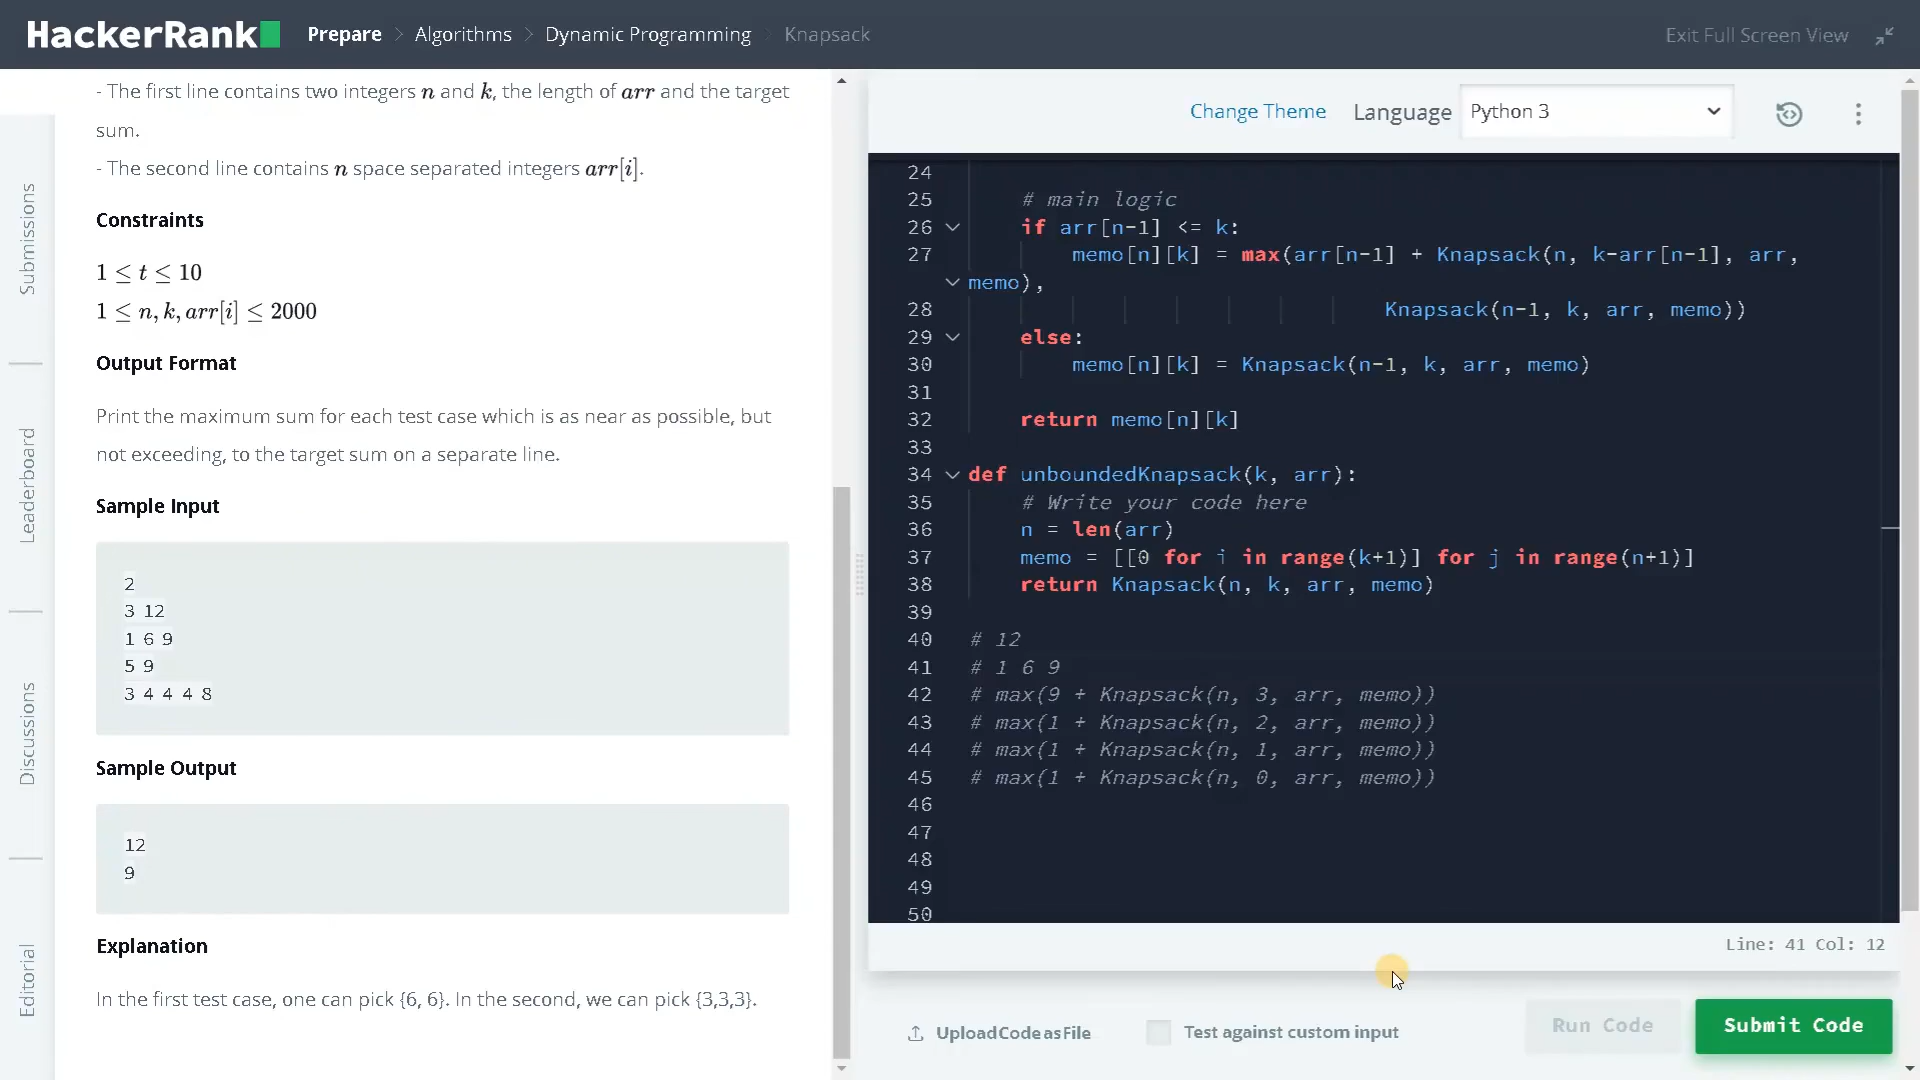 HackerRank Prepare > Algorithms > Dynamic Programming > Knapsack Exit Full Screen View
Submissions
Leaderboard
Discussions
Editorial
- The first line contains two integers n and k, the length of arr and the target
sum.
- The second line contains n space separated integers arr[i].
Constraints
1 ≤ t ≤ 10
1 ≤ n, k, arr[i] ≤ 2000
Output Format
Print the maximum sum for each test case which is as near as possible, but
not exceeding, to the target sum on a separate line.
Sample Input
2
3 12
1 6 9
5 9
3 4 4 4 8
Sample Output
12
9
Explanation
In the first test case, one can pick {6, 6}. In the second, we can pick {3,3,3}.
Change Theme Language Python 3
24
25 # main logic
26 if arr[n-1] <= k:
27 memo[n][k] = max(arr[n-1] + Knapsack(n, k-arr[n-1], arr,
memo),
28 Knapsack(n-1, k, arr, memo))
29 else:
30 memo[n][k] = Knapsack(n-1, k, arr, memo)
31
32 return memo[n][k]
33
34 def unboundedKnapsack(k, arr):
35 # Write your code here
36 n = len(arr)
37 memo = [[0 for i in range(k+1)] for j in range(n+1)]
38 return Knapsack(n, k, arr, memo)
39
40 # 12
41 # 1 6 9
42 # max(9 + Knapsack(n, 3, arr, memo))
43 # max(1 + Knapsack(n, 2, arr, memo))
44 # max(1 + Knapsack(n, 1, arr, memo))
45 # max(1 + Knapsack(n, 0, arr, memo))
46
47
48
49
50
Line: 41 Col: 12
Upload Code as File Test against custom input Run Code Submit Code